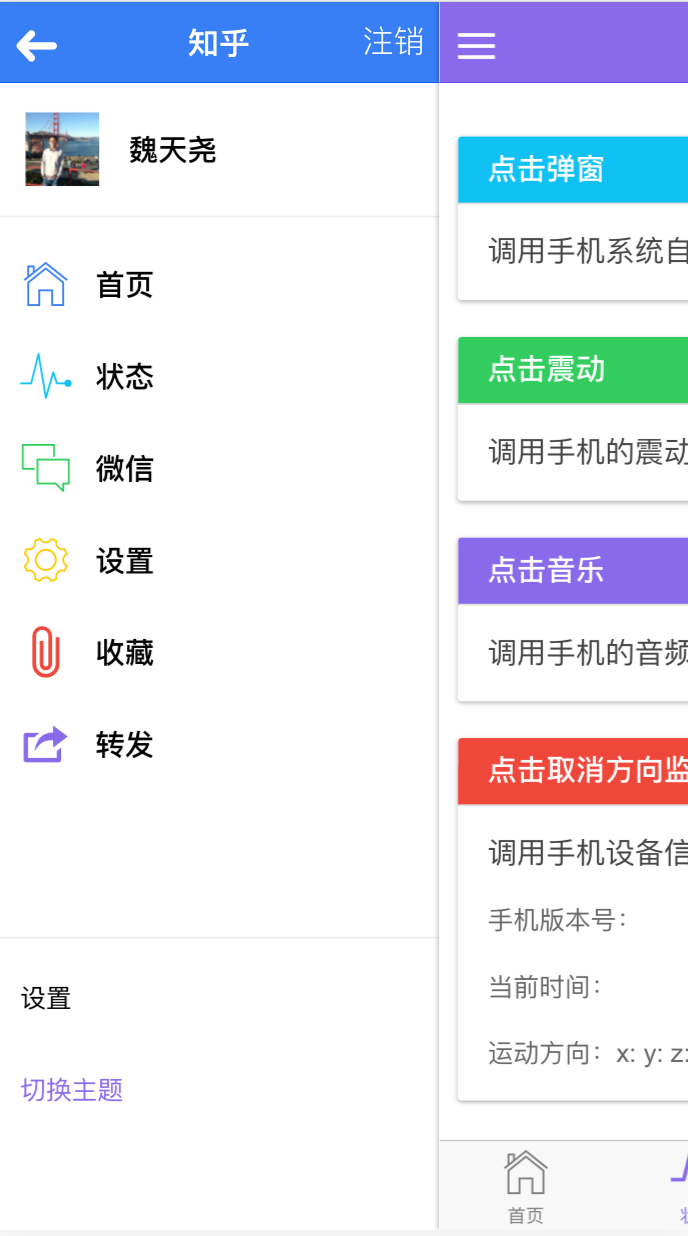 知乎
注销
魏天尧
首页
状态
微信
设置
收藏
转发
设置
切换主题
点击弹窗
调用手机系统自
点击震动
调用手机的震动
点击音乐
调用手机的音频
点击取消方向监
调用手机设备信
手机版本号：
当前时间：
运动方向：x: y: z:
首页